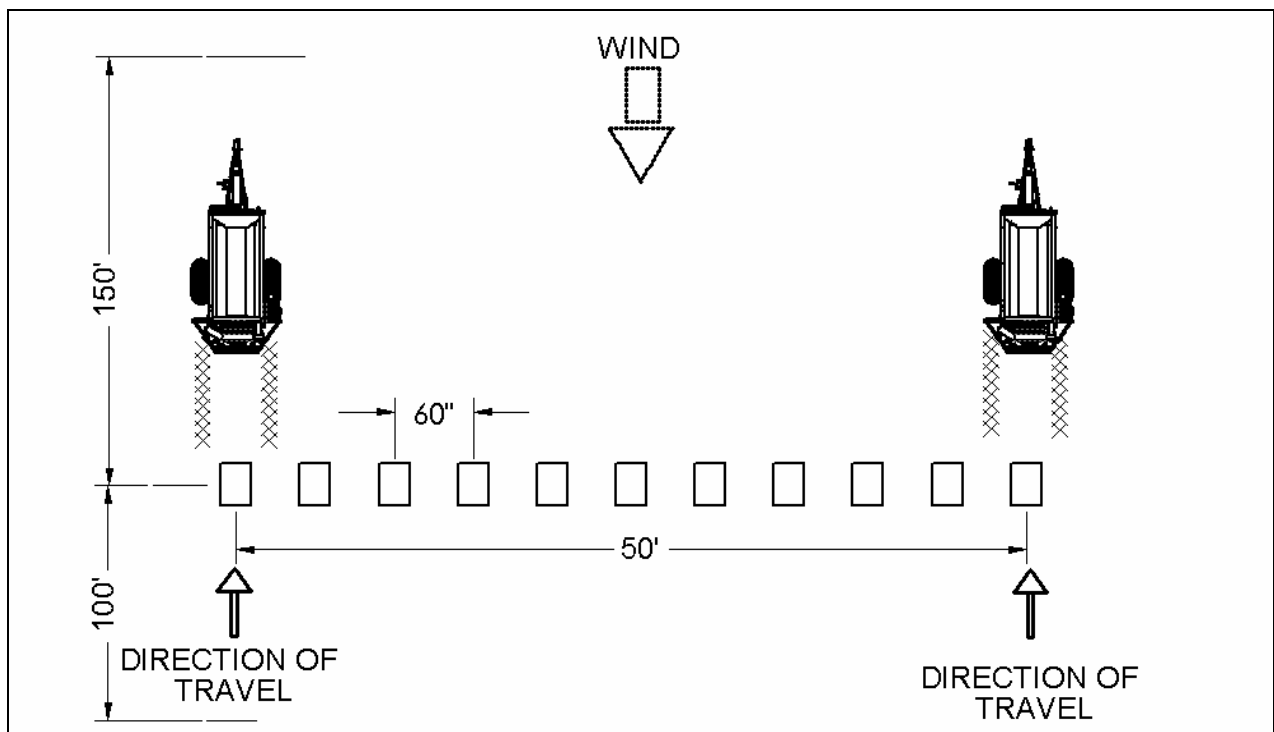 WIND
150'
60"
50'
100'
DIRECTION OF
TRAVEL
DIRECTION OF
TRAVEL